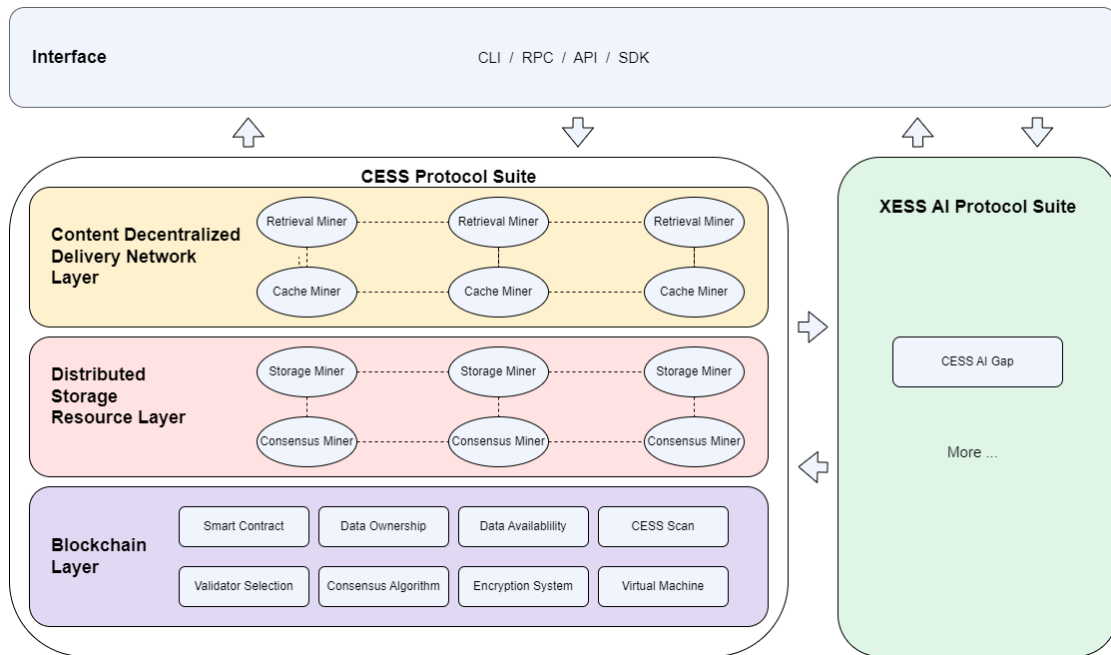 Interface
CLI / RPC / API / SDK
CESS Protocol Suite
Content Decentralized
Delivery Network
Layer
Retrieval Miner
Retrieval Miner
Retrieval Miner
Cache Miner
Cache Miner
Cache Miner
Distributed
Storage
Resource Layer
Storage Miner
Storage Miner
Storage Miner
Consensus Miner
Consensus Miner
Consensus Miner
Blockchain
Layer
Smart Contract
Data Ownership
Data Availablility
CESS Scan
Validator Selection
Consensus Algorithm
Encryption System
Virtual Machine
XESS AI Protocol Suite
CESS AI Gap
More ...